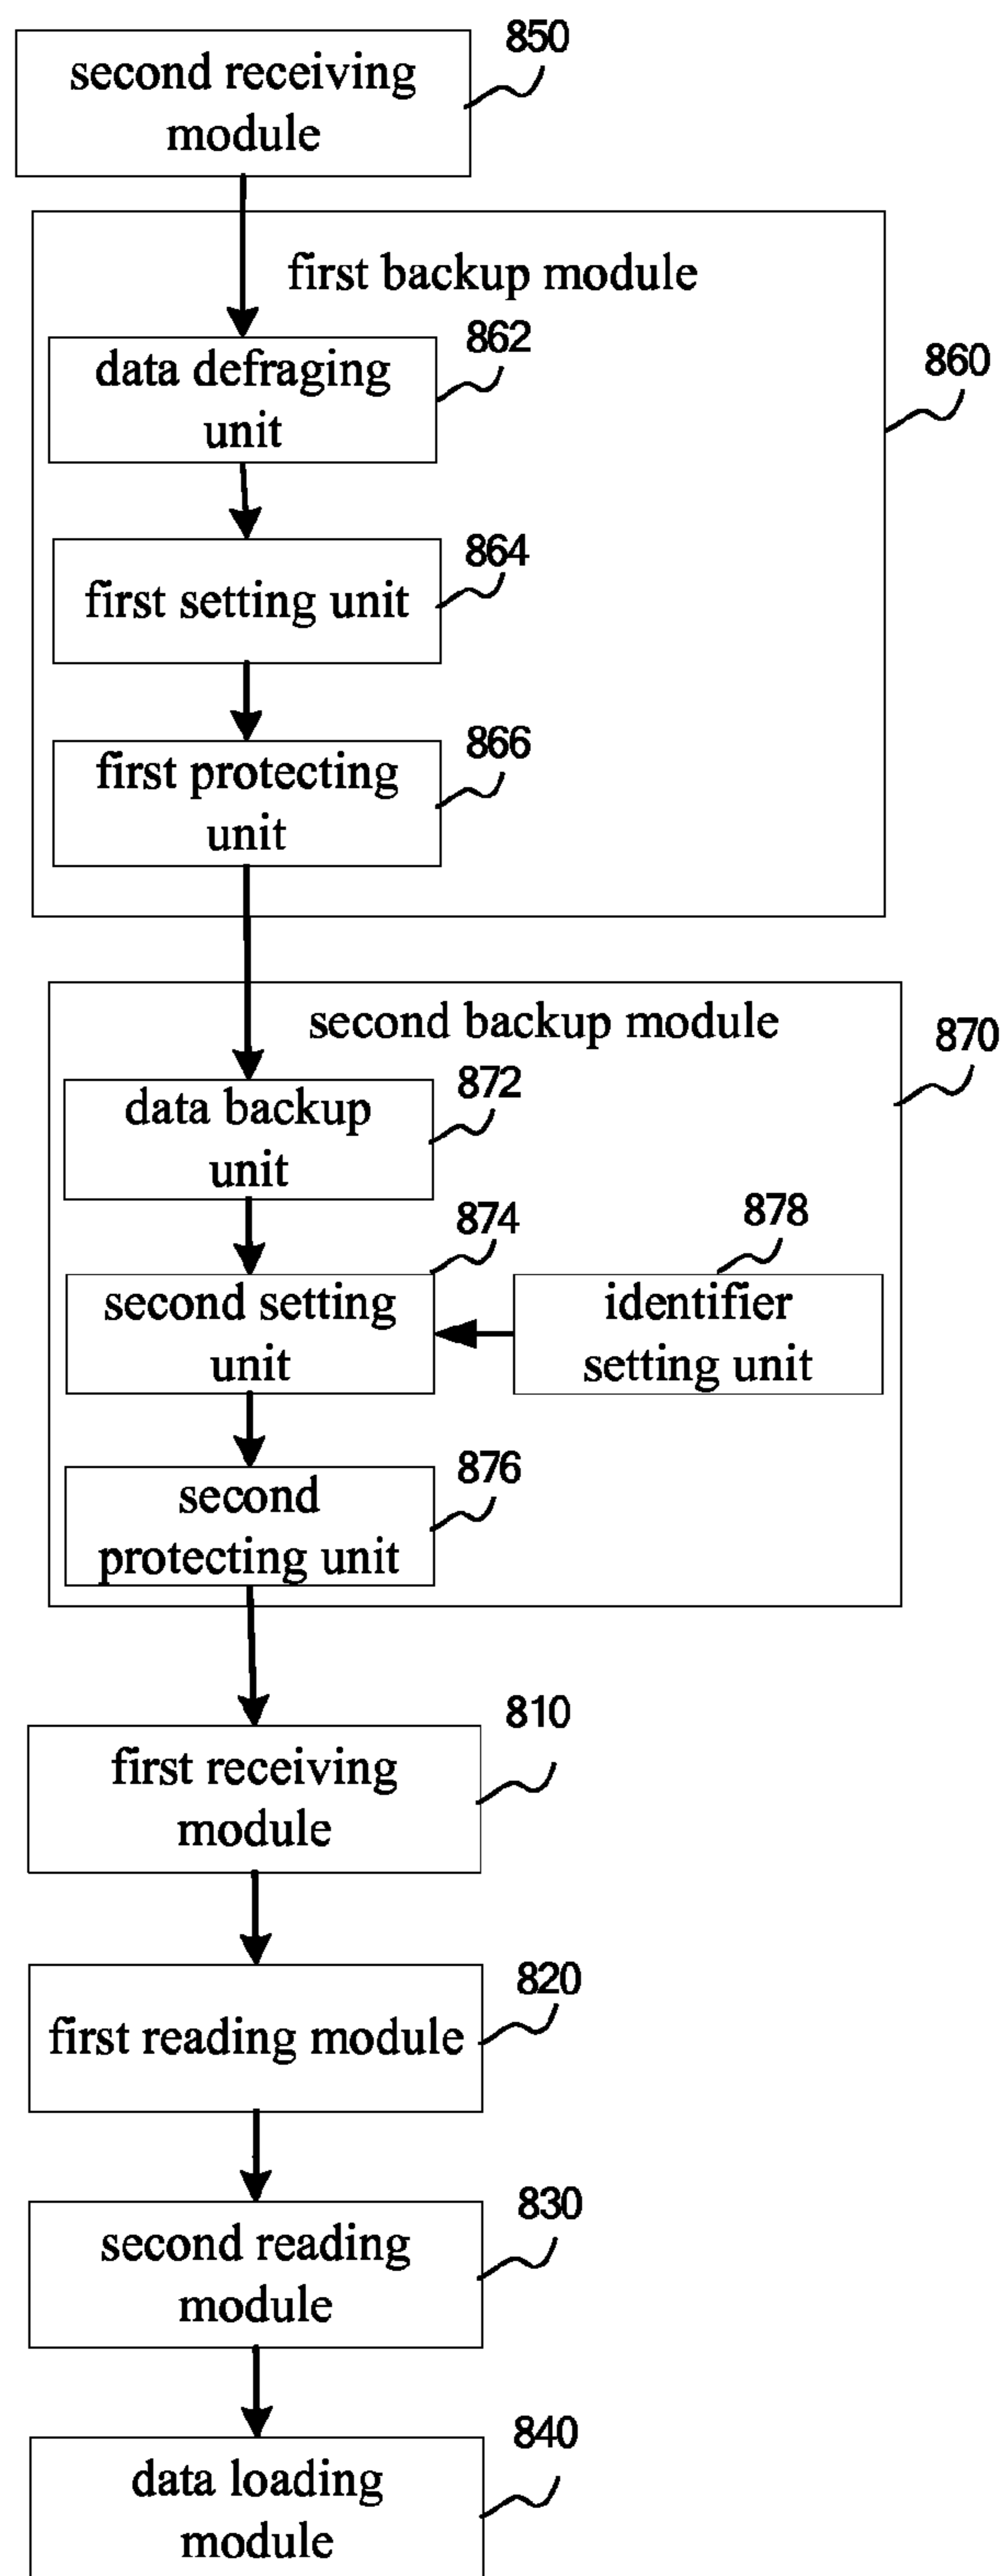 850
second receiving
module
first backup module
862
data defraging
unit
860
864
first setting unit
866
first protecting
unit
second backup module
870
872
data backup
unit
874
878
second setting
unit
identifier
setting unit
876
second
protecting unit
810
first receiving
module
820
first reading module
830
second reading
module
840
data loading
module